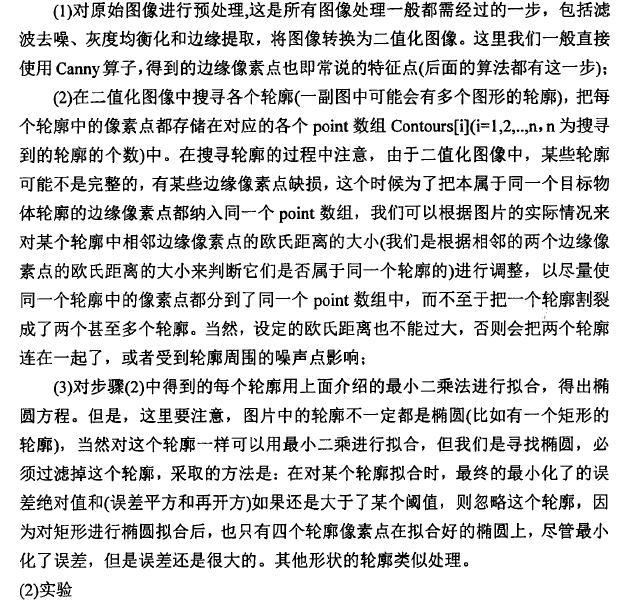 (1)对原始图像进行预处理,这是所有图像处理一般都需经过的一步，包括滤
波去噪、灰度均衡化和边缘提取，将图像转换为二值化图像。这里我们一般直接
使用Canny算子，得到的边缘像素点也即常说的特征点(后面的算法都有这一步)；
(2)在二值化图像中搜寻各个轮廓(一副图中可能会有多个图形的轮廓)，把每
个轮廓中的像素点都存储在对应的各个 point 数组 Contours[i](i=1,2,..,n，n 为搜寻
到的轮廓的个数)中。在搜寻轮廓的过程中注意，由于二值化图像中，某些轮廓
可能不是完整的，有某些边缘像素点缺损，这个时候为了把本属于同一个目标物
体轮廓的边缘像素点都纳入同一个 point 数组，我们可以根据图片的实际情况来
对某个轮廓中相邻边缘像素点的欧氏距离的大小(我们是根据相邻的两个边缘像
素点的欧氏距离的大小来判断它们是否属于同一个轮廓的)进行调整，以尽量使
同一个轮廓中的像素点都分到了同一个 point 数组中，而不至于把一个轮廓割裂
成了两个甚至多个轮廓。当然，设定的欧氏距离也不能过大，否则会把两个轮廓
连在一起了，或者受到轮廓周围的噪声点影响；
(3)对步骤(2)中得到的每个轮廓用上面介绍的最小二乘法进行拟合，得出椭
圆方程。但是，这里要注意，图片中的轮廓不一定都是椭圆(比如有一个矩形的
轮廓)，当然对这个轮廓一样可以用最小二乘进行拟合，但我们是寻找椭圆，必
须过滤掉这个轮廓，采取的方法是：在对某个轮廓拟合时，最终的最小化了的误
差绝对值和(误差平方和再开方)如果还是大于了某个阈值，则忽略这个轮廓，因
为对矩形进行椭圆拟合后，也只有四个轮廓像素点在拟合好的椭圆上，尽管最小
化了误差，但是误差还是很大的。其他形状的轮廓类似处理。
(2)实验